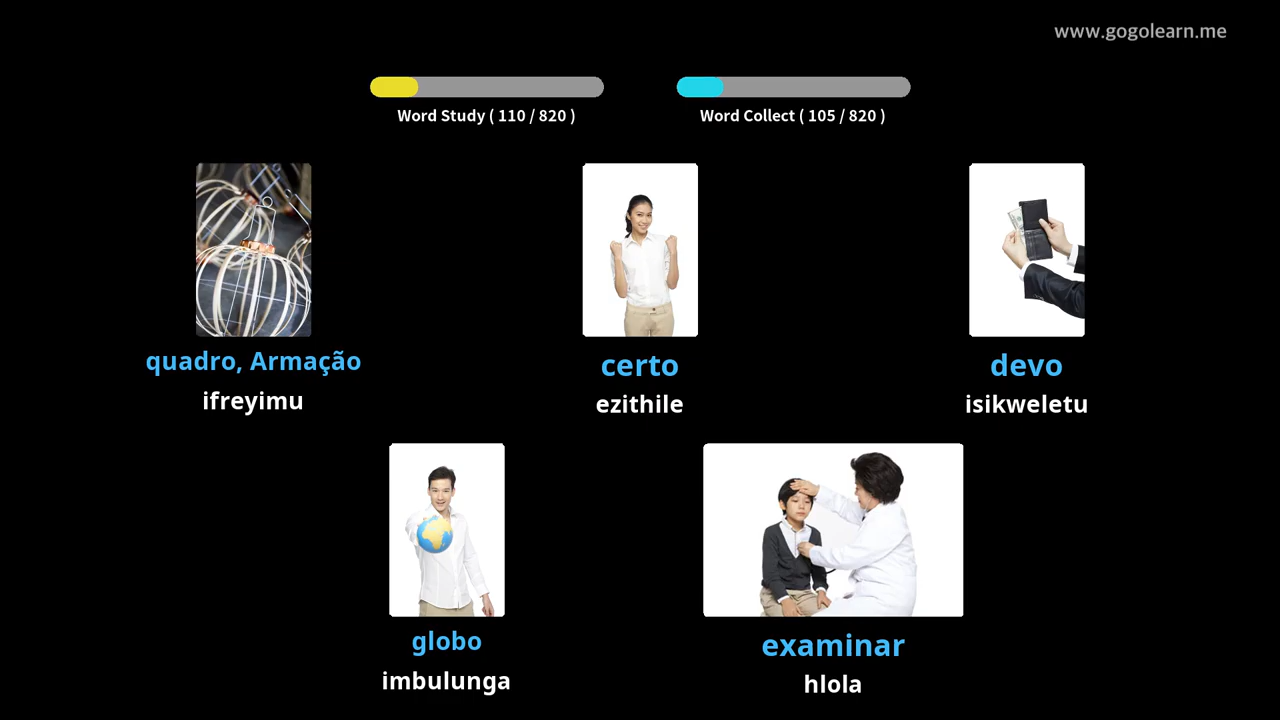 www.gogolearn.me
Word Study ( 110 / 820 )
Word Collect ( 105 / 820 )
quadro, Armação
ifreyimu
certo
ezithile
devo
isikweletu
globo
imbulunga
examinar
hlola